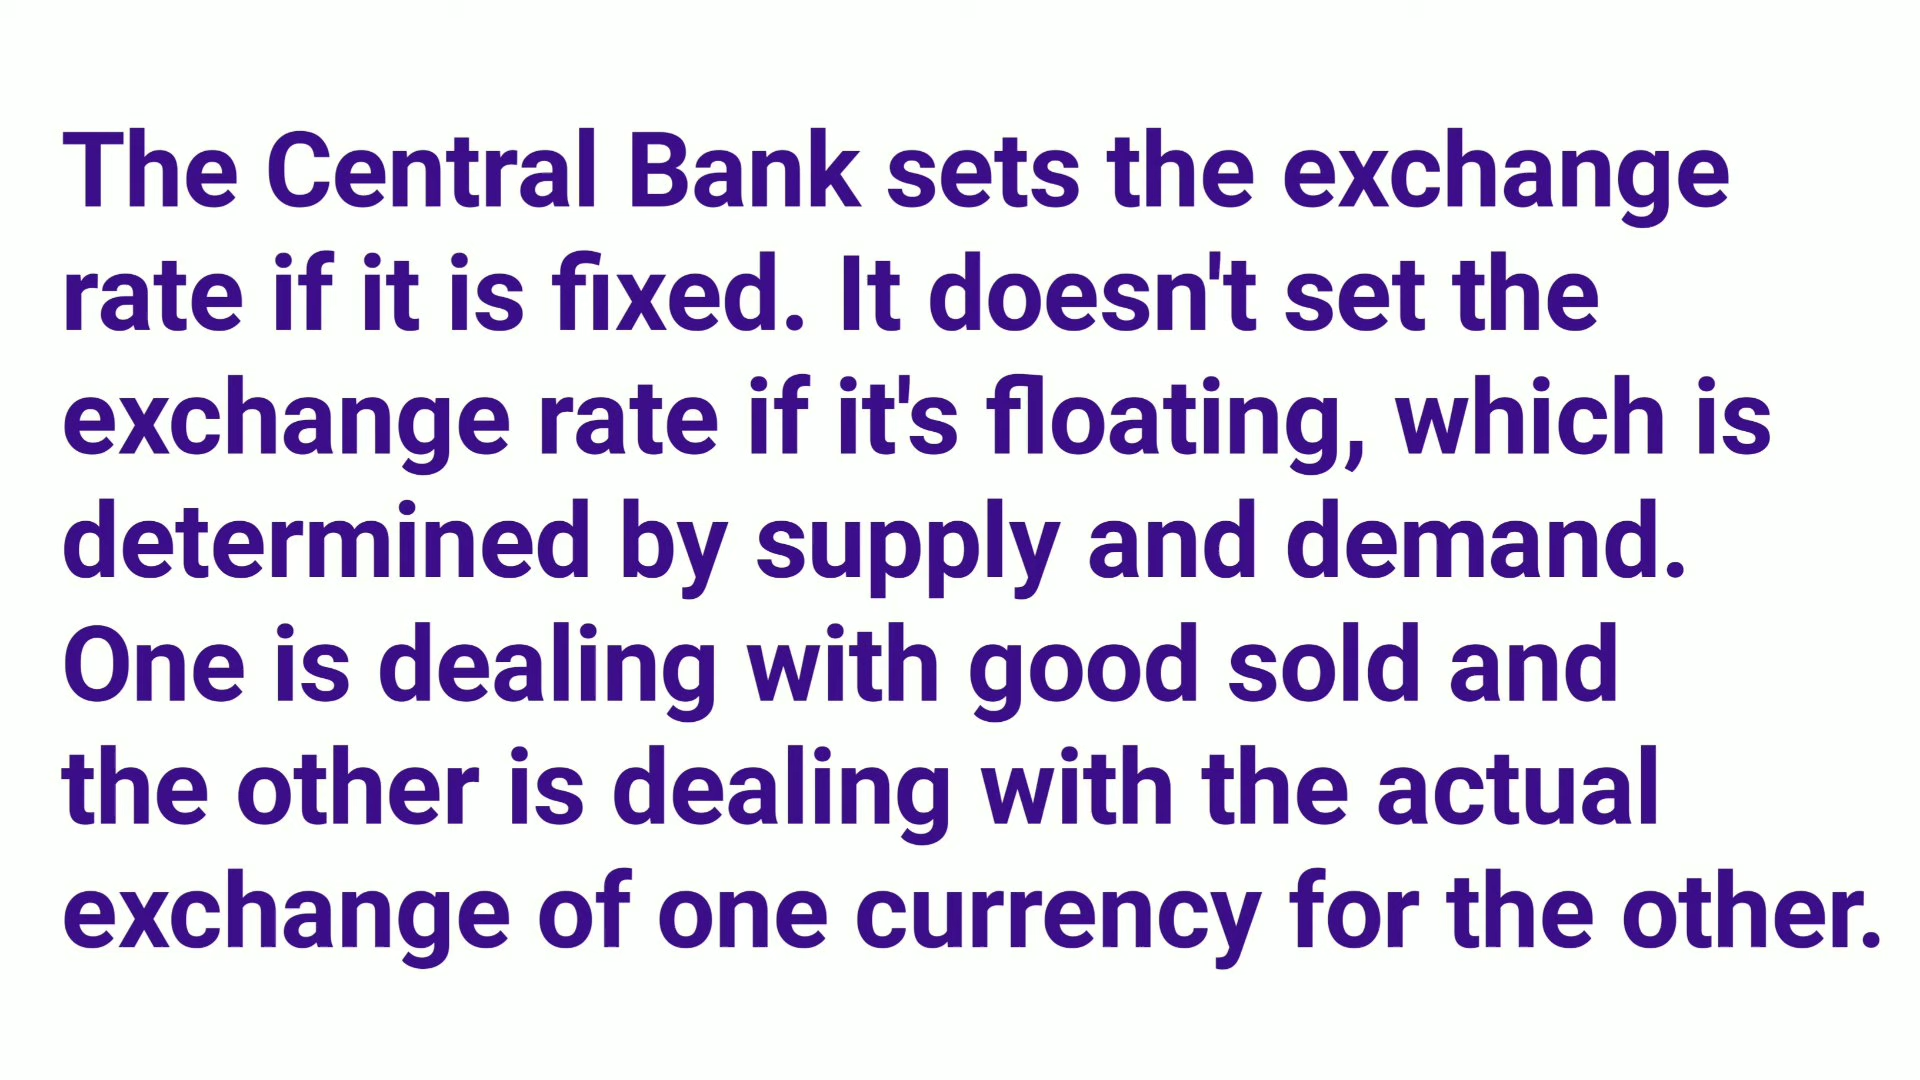 The Central Bank sets the exchange
rate if it is fixed. It doesn't set the
exchange rate if it's floating, which is
determined by supply and demand.
One is dealing with good sold and
the other is dealing with the actual
exchange of one currency for the other.